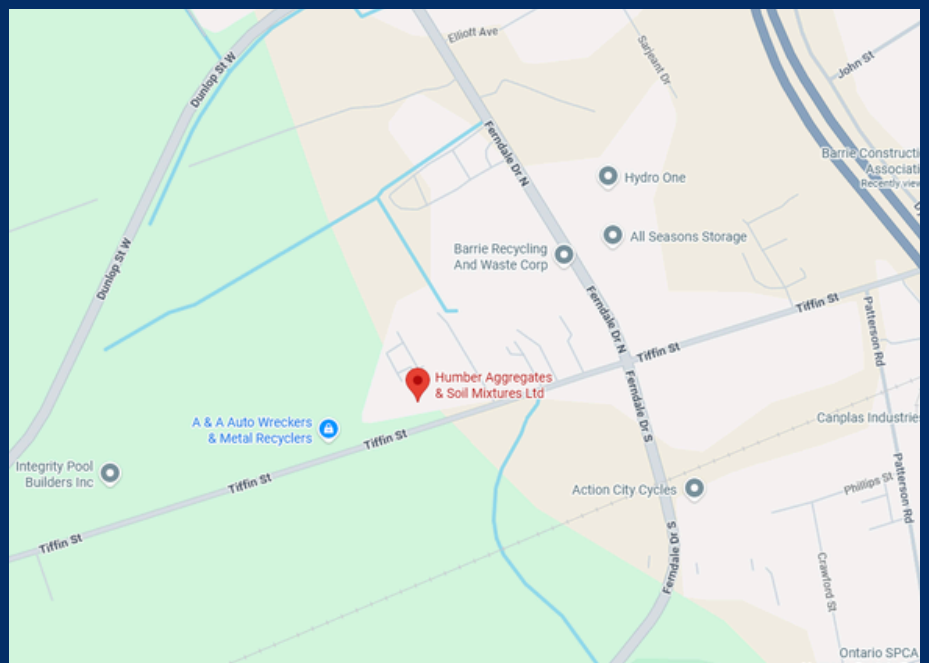 Elliott Ave
Sarjeant Dr
Dunlop St W
John St
Ferndale Dr N
Barrie Constructi
Associati
Recently view
Hydro One
All Seasons Storage
Barrie Recycling
And Waste Corp
Dunlop St W
Ferndale Dr N
Tiffin St
Patterson Rd
Tiffin St
Humber Aggregates
& Soil Mixtures Ltd
Ferndale Dr S
A & A Auto Wreckers
& Metal Recyclers
Tiffin St
Canplas Industries
Integrity Pool
Builders Inc
Tiffin St
Action City Cycles
Phillips St
Patterson Rd
Tiffin St
Ferndale Dr S
Crawford St
Ontario SPCA